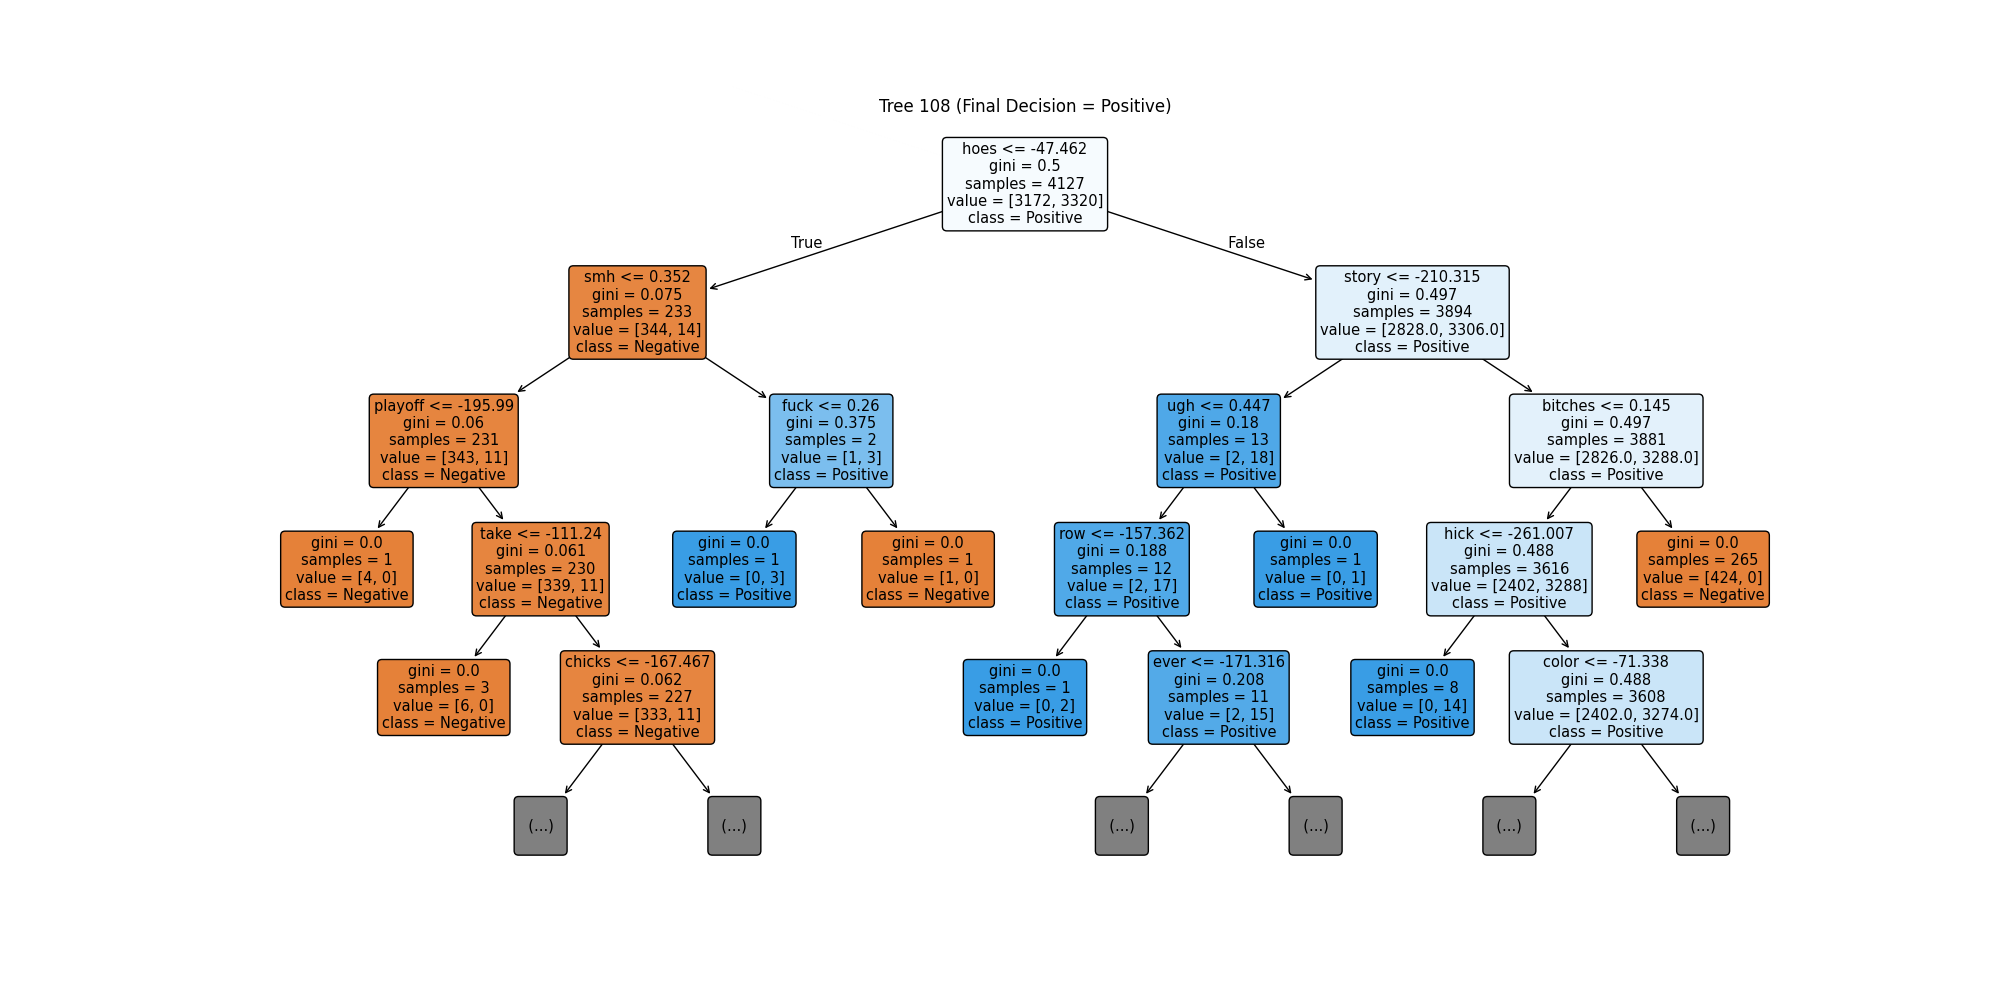 Tree 108 (Final Decision = Positive)
hoes <= -47.462
gini = 0.5
samples = 4127
value = [3172, 3320]
class = Positive
True
False
smh <= 0.352
gini = 0.075
samples = 233
value = [344, 14]
class = Negative
story <= -210.315
gini = 0.497
samples = 3894
value = [2828.0, 3306.0]
class = Positive
playoff <= -195.99
gini = 0.06
samples = 231
value = [343, 11]
class = Negative
fuck <= 0.26
gini = 0.375
samples = 2
value = [1, 3]
class = Positive
ugh <= 0.447
gini = 0.18
samples = 13
value = [2, 18]
class = Positive
bitches <= 0.145
gini = 0.497
samples = 3881
value = [2826.0, 3288.0]
class = Positive
gini = 0.0
samples = 1
value = [4, 0]
class = Negative
take <= -111.24
gini = 0.061
samples = 230
value = [339, 11]
class = Negative
gini = 0.0
samples = 1
value = [0, 3]
class = Positive
gini = 0.0
samples = 1
value = [1, 0]
class = Negative
row <= -157.362
gini = 0.188
samples = 12
value = [2, 17]
class = Positive
gini = 0.0
samples = 1
value = [0, 1]
class = Positive
hick <= -261.007
gini = 0.488
samples = 3616
value = [2402, 3288]
class = Positive
gini = 0.0
samples = 265
value = [424, 0]
class = Negative
gini = 0.0
samples = 3
value = [6, 0]
class = Negative
chicks <= -167.467
gini = 0.062
samples = 227
value = [333, 11]
class = Negative
gini = 0.0
samples = 1
value = [0, 2]
class = Positive
ever <= -171.316
gini = 0.208
samples = 11
value = [2, 15]
class = Positive
gini = 0.0
samples = 8
value = [0, 14]
class = Positive
color <= -71.338
gini = 0.488
samples = 3608
value = [2402.0, 3274.0]
class = Positive
(...)
(...)
(...)
(...)
(...)
(...)